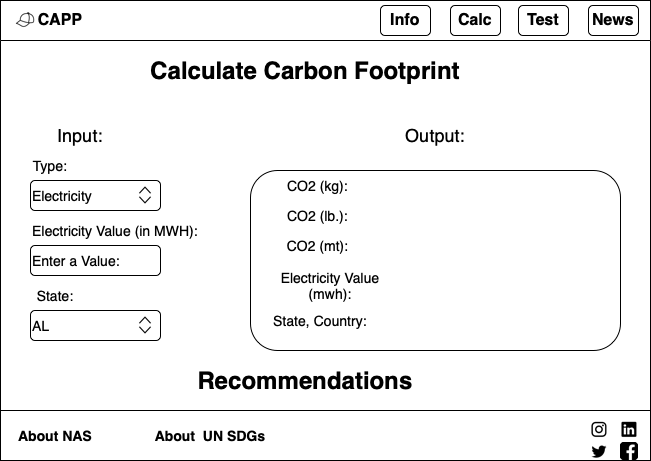 CAPP
Info
Calc
Test
News
Calculate Carbon Footprint
Input:
Type:
Electricity
Electricity Value (in MWH):
Enter a Value:
State:
AL
Output:
CO2 (kg):
CO2 (lb.):
CO2 (mt):
Electricity Value
(mwh):
State, Country:
Recommendations
About NAS
About UN SDGs